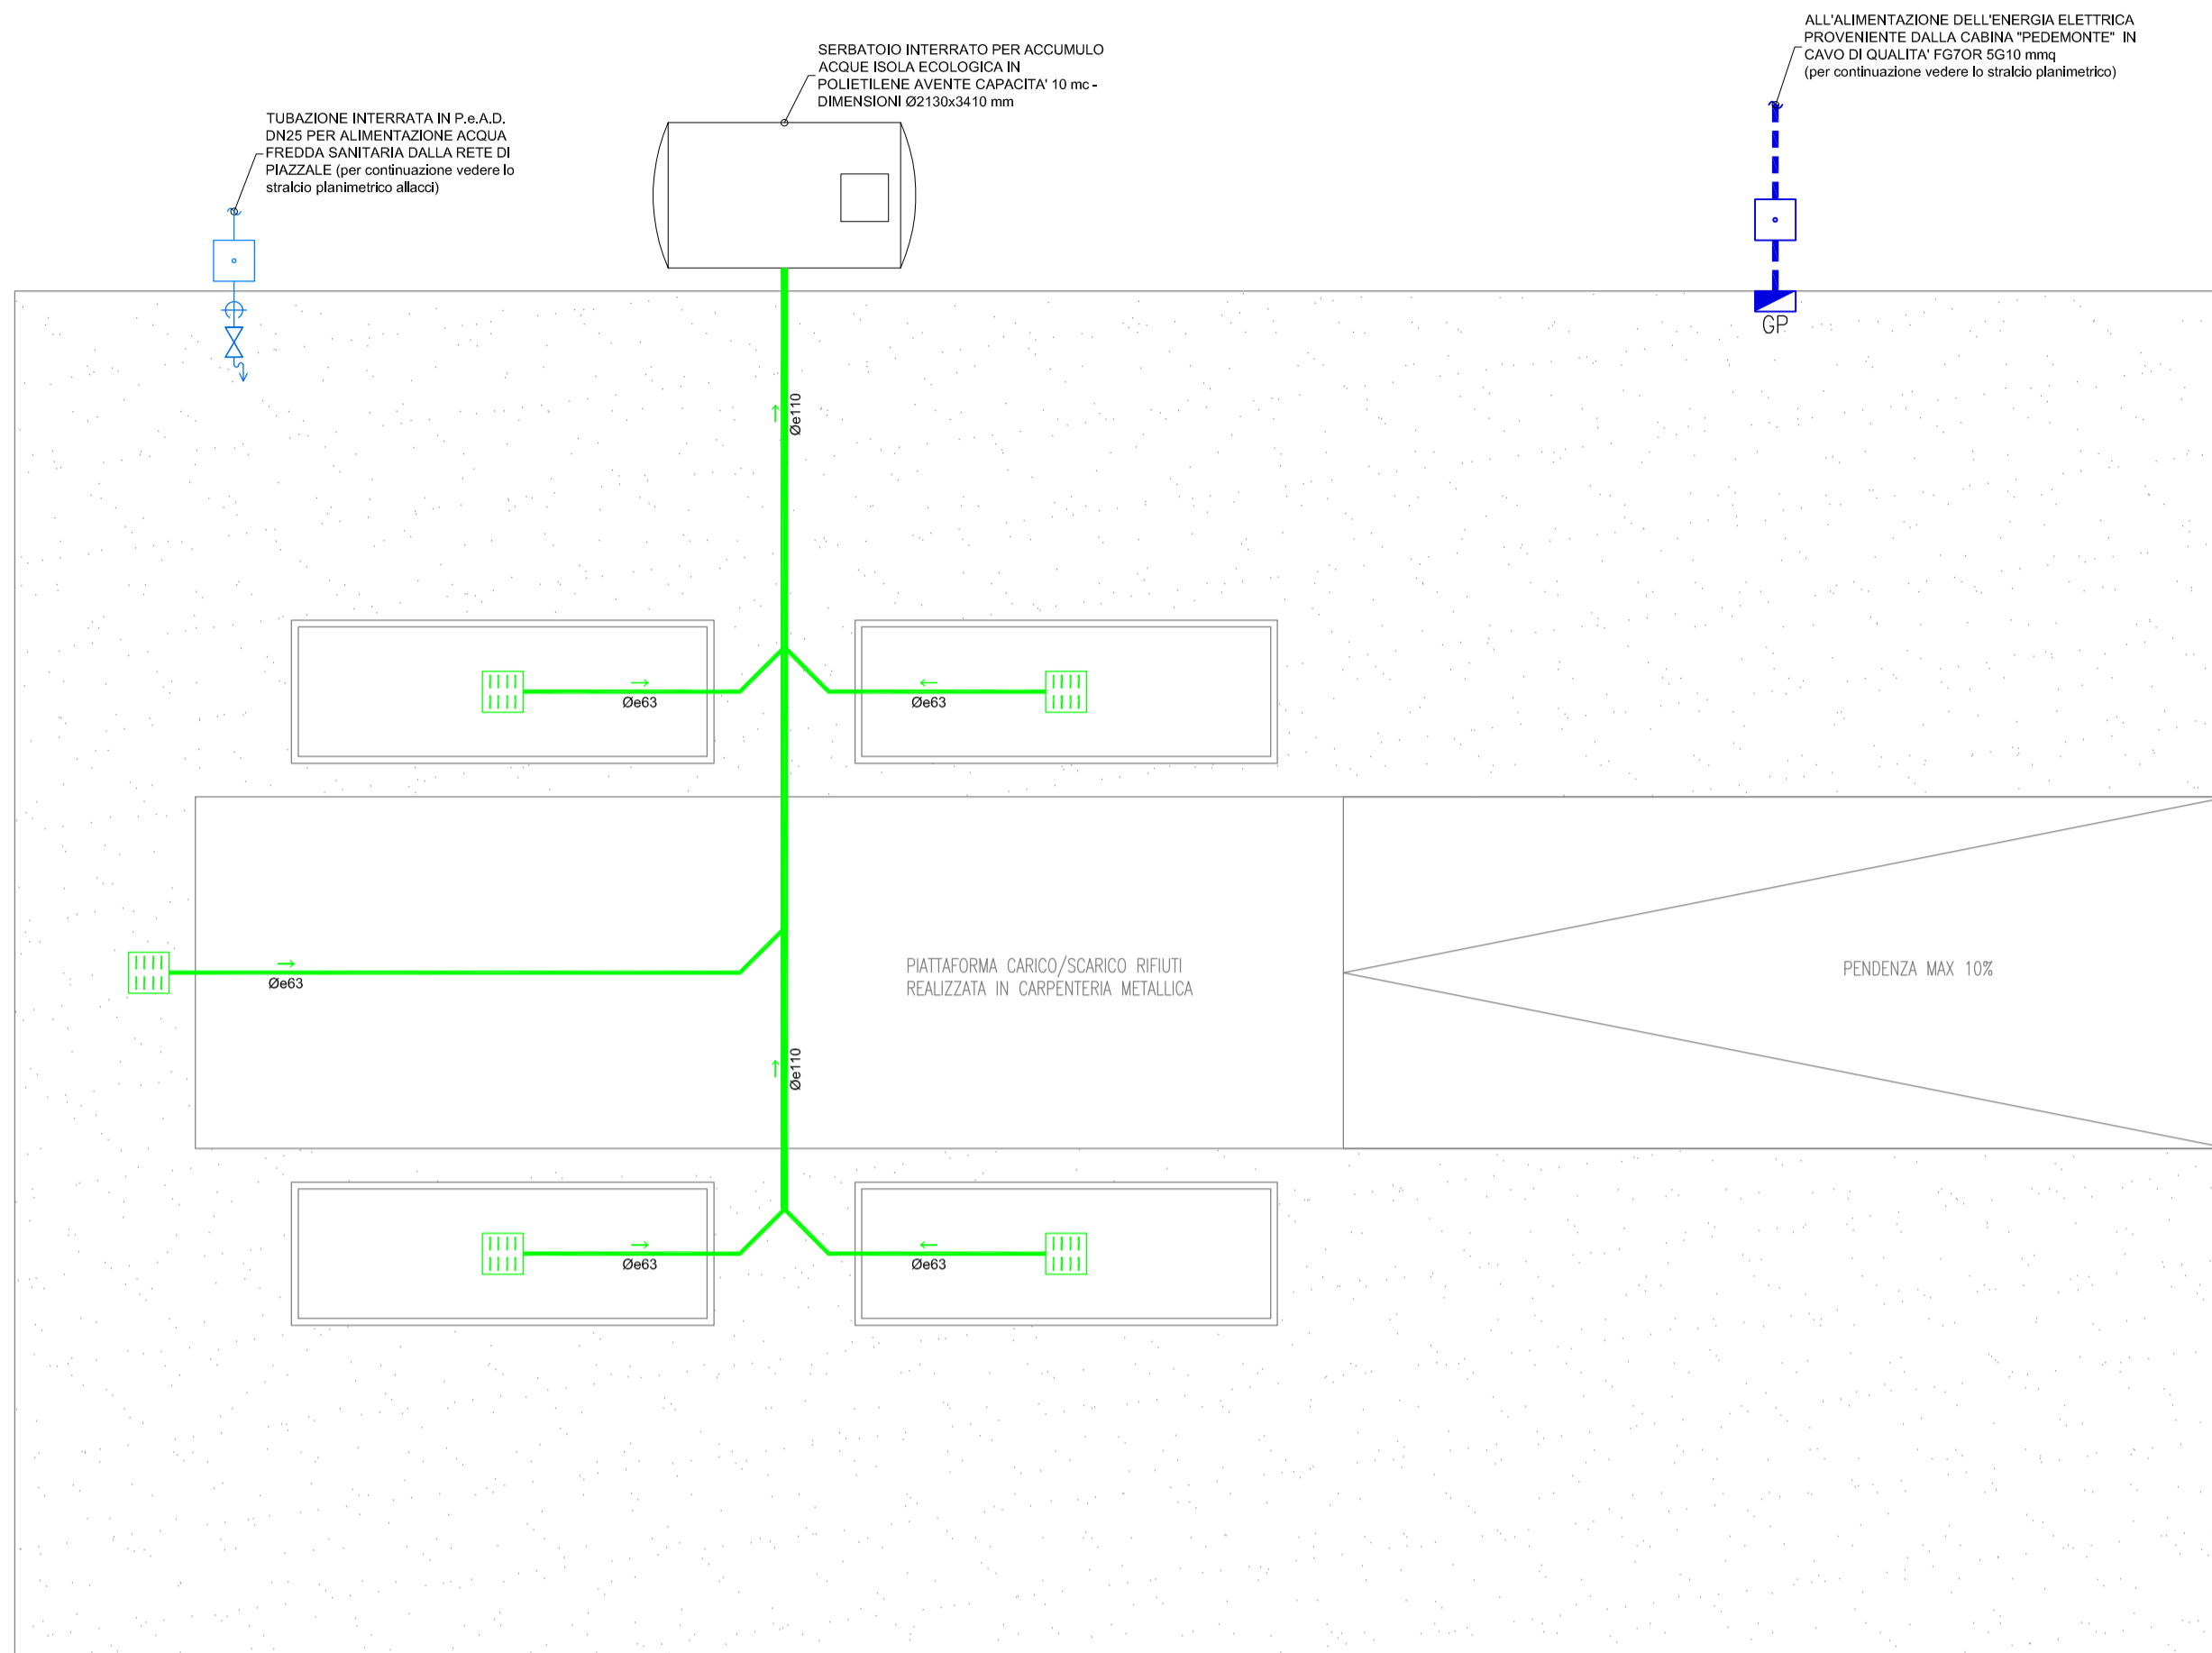 ALL'ALIMENTAZIONE DELL'ENERGIA ELETTRICA
PROVENIENTE DALLA CABINA "PEDEMONTE" IN
CAVO DI QUALITA' FG7OR 5G10 mmq
(per continuazione vedere lo stralcio planimetrico)
SERBATOIO INTERRATO PER ACCUMULO
ACQUE ISOLA ECOLOGICA IN
POLIETILENE AVENTE CAPACITA' 10 mc -
DIMENSIONI Ø2130x3410 mm
TUBAZIONE INTERRATA IN P.e.A.D.
DN25 PER ALIMENTAZIONE ACQUA
FREDDA SANITARIA DALLA RETE DI
PIAZZALE (per continuazione vedere lo
stralcio planimetrico allacci)
GP
Øe110
Øe63
Øe63
PIATTAFORMA CARICO/SCARICO RIFIUTI
REALIZZATA IN CARPENTERIA METALLICA
PENDENZA MAX 10%
Øe63
Øe110
Øe63
Øe63